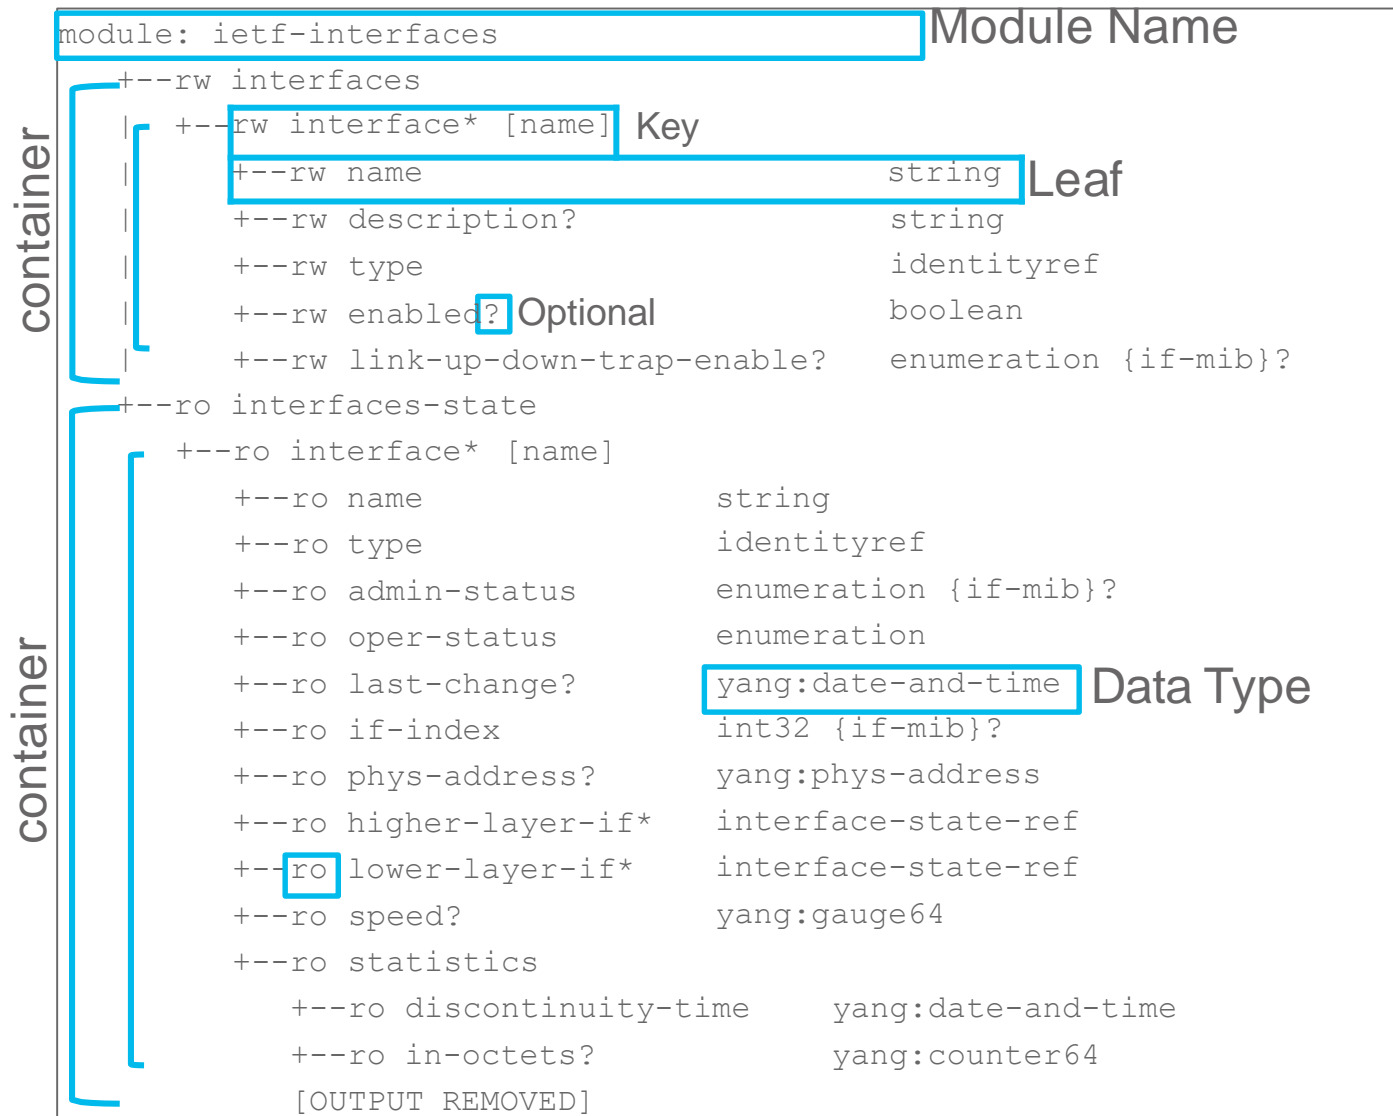 module: ietf-interfaces Module Name
+--rw interfaces
| +--rw interface* [name] Key
| +--rw name string Leaf
| +--rw description? string
| +--rw type identityref
| +--rw enabled? Optional boolean
| +--rw link-up-down-trap-enable? enumeration {if-mib}?
container
+--ro interfaces-state
+--ro interface* [name]
+--ro name string
+--ro type identityref
+--ro admin-status enumeration {if-mib}?
+--ro oper-status enumeration
+--ro last-change? yang:date-and-time Data Type
+--ro if-index int32 {if-mib}?
+--ro phys-address? yang:phys-address
+--ro higher-layer-if* interface-state-ref
+--ro lower-layer-if* interface-state-ref
+--ro speed? yang:gauge64
+--ro statistics
+--ro discontinuity-time yang:date-and-time
+--ro in-octets? yang:counter64
[OUTPUT REMOVED]
container